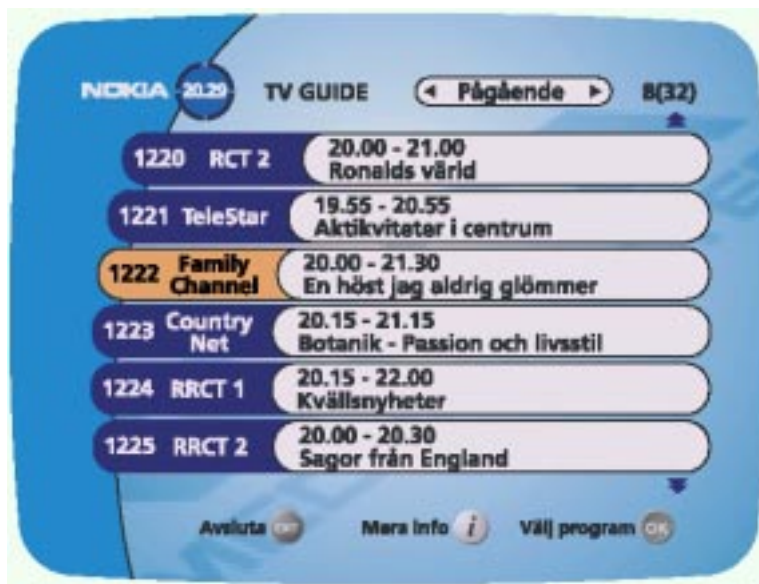 NOKIA 20.29 TV GUIDE Pågående 8(32)
1220 RCT 2 20.00 - 21.00
Ronalds värld
1221 TeleStar 19.55 - 20.55
Aktikviteter i centrum
1222 Family Channel 20.00 - 21.30
En höst jag aldrig glömmer
1223 Country Net 20.15 - 21.15
Botanik - Passion och livsstil
1224 RRCT 1 20.15 - 22.00
Kvällsnyheter
1225 RRCT 2 20.00 - 20.30
Sagor från England
Avsluta EXIT Mera info i Välj program OK